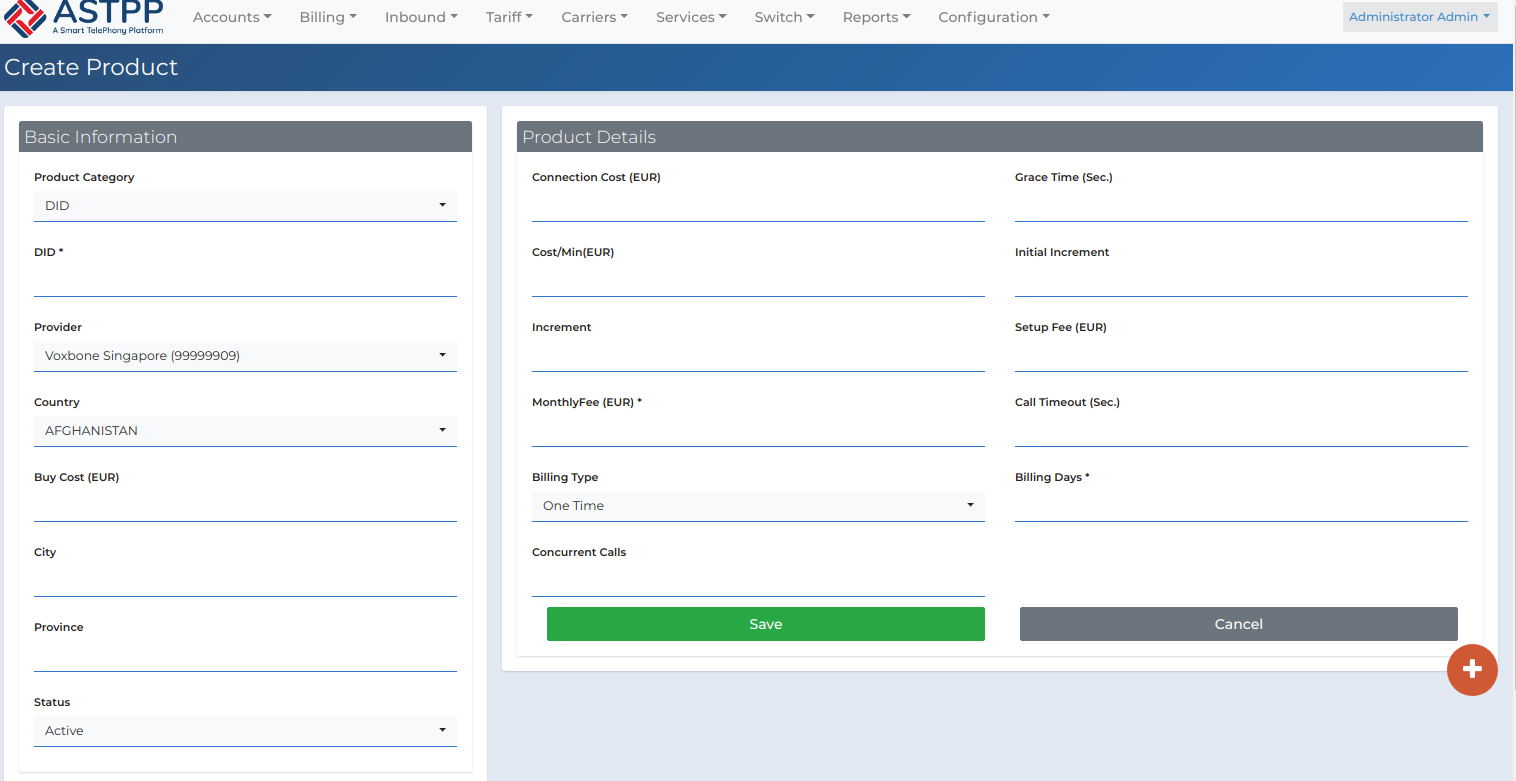 ASTPP
A Smart TelePhony Platform
Accounts Billing Inbound Tariff Carriers Services Switch Reports Configuration
Administrator Admin
Create Product
Basic Information
Product Category
DID
DID *
Provider
Voxbone Singapore (99999909)
Country
AFGHANISTAN
Buy Cost (EUR)
City
Province
Status
Active
Product Details
Connection Cost (EUR)
Grace Time (Sec.)
Cost/Min(EUR)
Initial Increment
Increment
Setup Fee (EUR)
MonthlyFee (EUR) *
Call Timeout (Sec.)
Billing Type
One Time
Billing Days *
Concurrent Calls
Save
Cancel